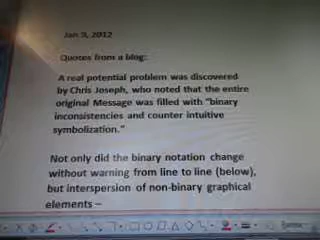 Jan 9, 2012
Quotes from a blog:
A real potential problem was discovered
by Chris Joseph, who noted that the entire
original Message was filled with "binary
inconsistencies and counter intuitive
symbolization."
Not only did the binary notation change
without warning from line to line (below),
but interspersion of non-binary graphical
elements –